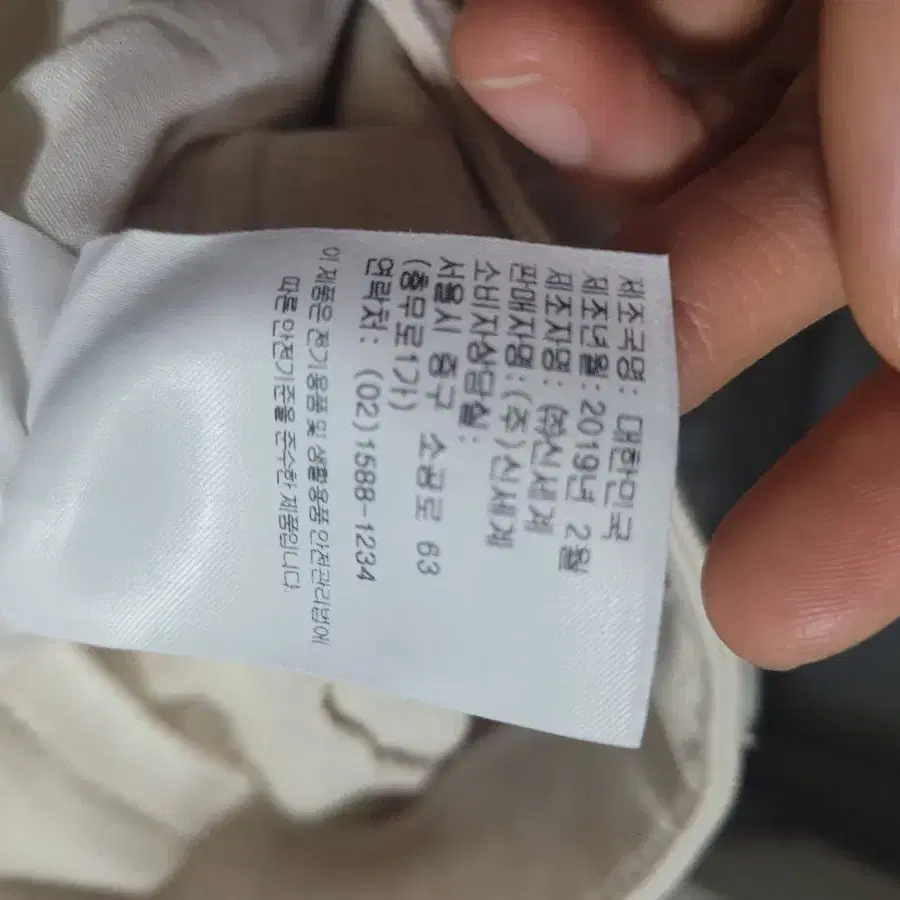 제조국명: 대한민국
제조년월: 2019년 2월
제조자명: (주)신세계
판매자명: (주)신세계
소비자상담실:
서울시 중구 소공로 63
(충무로1가)
연락처: (02)1588-1234
이 제품은 전기용품 및 생활용품 안전관리법에
따른 안전기준을 준수한 제품입니다.